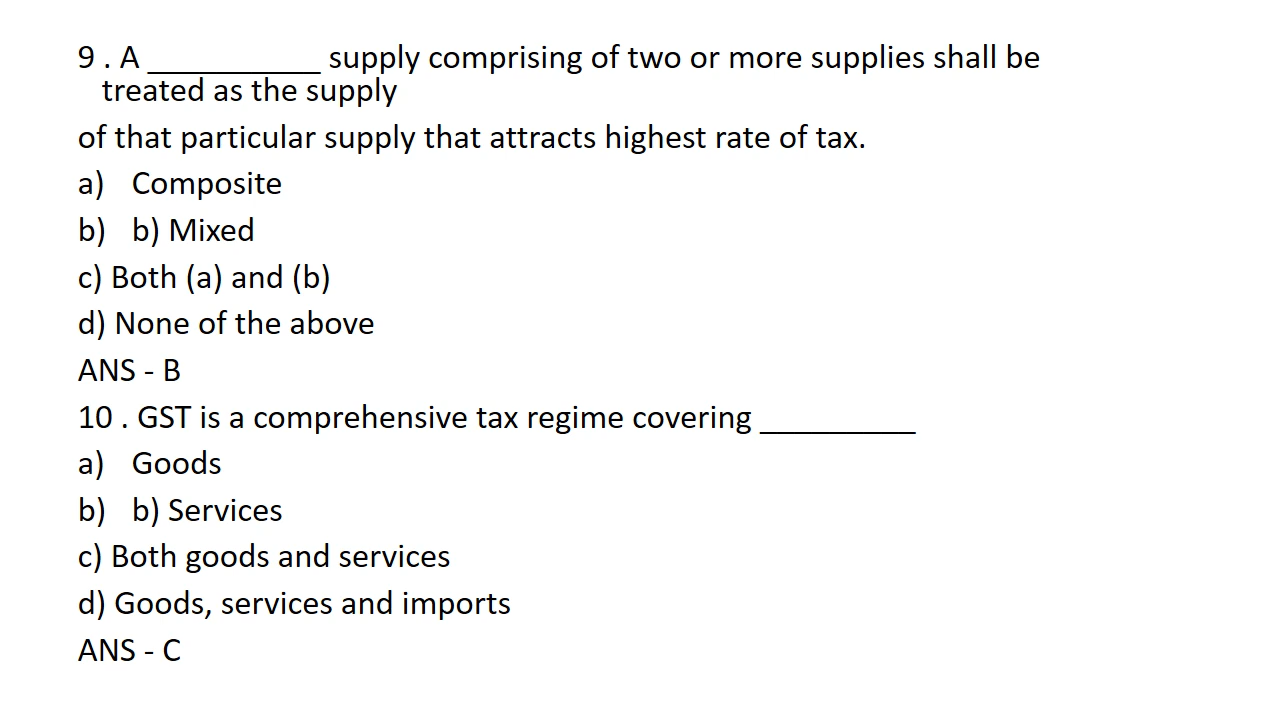 9 . A ___________ supply comprising of two or more supplies shall be
treated as the supply
of that particular supply that attracts highest rate of tax.
a) Composite
b) b) Mixed
c) Both (a) and (b)
d) None of the above
ANS - B
10 . GST is a comprehensive tax regime covering __________
a) Goods
b) b) Services
c) Both goods and services
d) Goods, services and imports
ANS - C